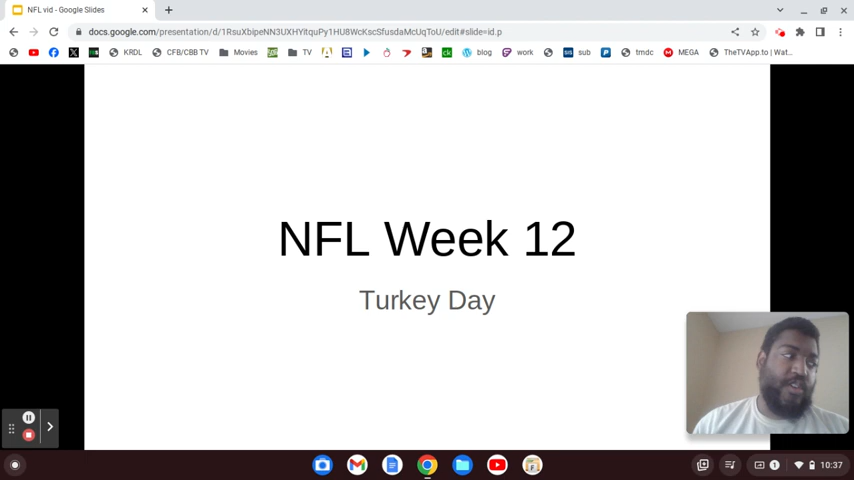 NFL vid - Google Slides
docs.google.com/presentation/d/1RsuXbipeNN3UXHYitquPy1HU8WcKscSfusdaMcUqToU/edit#slide=id.p
KRDL CFB/CBB TV Movies TV blog work sub tmdc MEGA TheTVApp.to | Wat...
NFL Week 12
Turkey Day
1 10:37